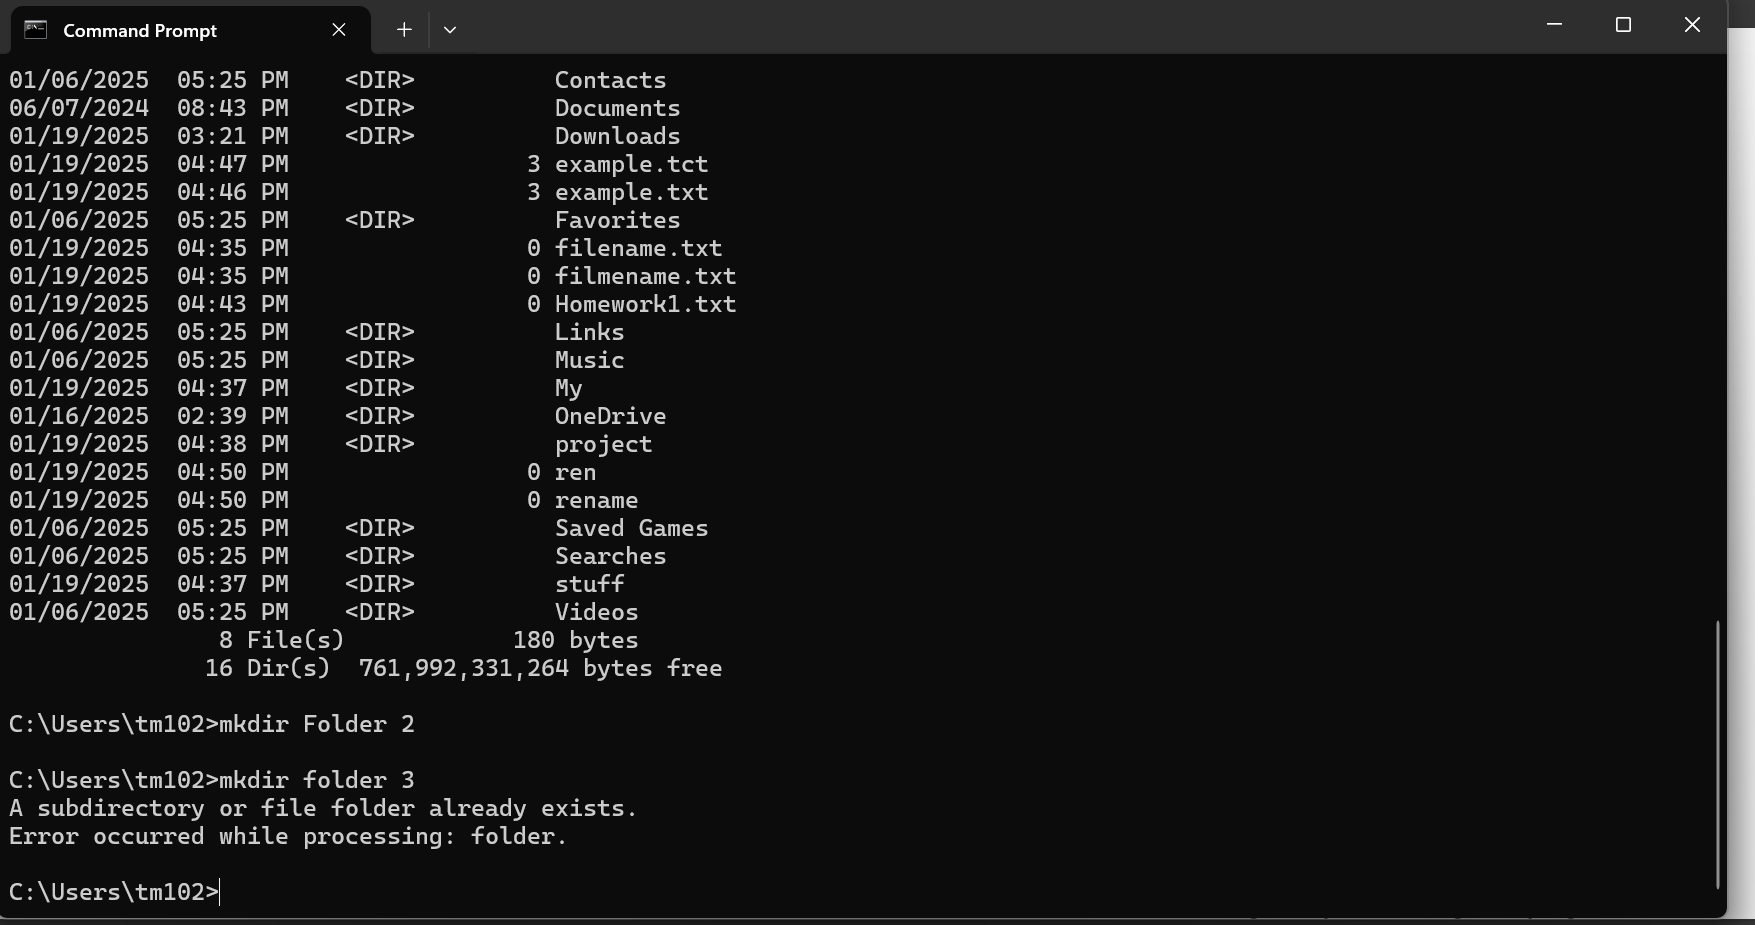 Command Prompt
01/06/2025  05:25 PM    <DIR>          Contacts
06/07/2024  08:43 PM    <DIR>          Documents
01/19/2025  03:21 PM    <DIR>          Downloads
01/19/2025  04:47 PM                 3 example.tct
01/19/2025  04:46 PM                 3 example.txt
01/06/2025  05:25 PM    <DIR>          Favorites
01/19/2025  04:35 PM                 0 filename.txt
01/19/2025  04:35 PM                 0 filmename.txt
01/19/2025  04:43 PM                 0 Homework1.txt
01/06/2025  05:25 PM    <DIR>          Links
01/06/2025  05:25 PM    <DIR>          Music
01/19/2025  04:37 PM    <DIR>          My
01/16/2025  02:39 PM    <DIR>          OneDrive
01/19/2025  04:38 PM    <DIR>          project
01/19/2025  04:50 PM                 0 ren
01/19/2025  04:50 PM                 0 rename
01/06/2025  05:25 PM    <DIR>          Saved Games
01/06/2025  05:25 PM    <DIR>          Searches
01/19/2025  04:37 PM    <DIR>          stuff
01/06/2025  05:25 PM    <DIR>          Videos
               8 File(s)            180 bytes
              16 Dir(s)  761,992,331,264 bytes free
C:\Users\tm102>mkdir Folder 2
C:\Users\tm102>mkdir folder 3
A subdirectory or file folder already exists.
Error occurred while processing: folder.
C:\Users\tm102>